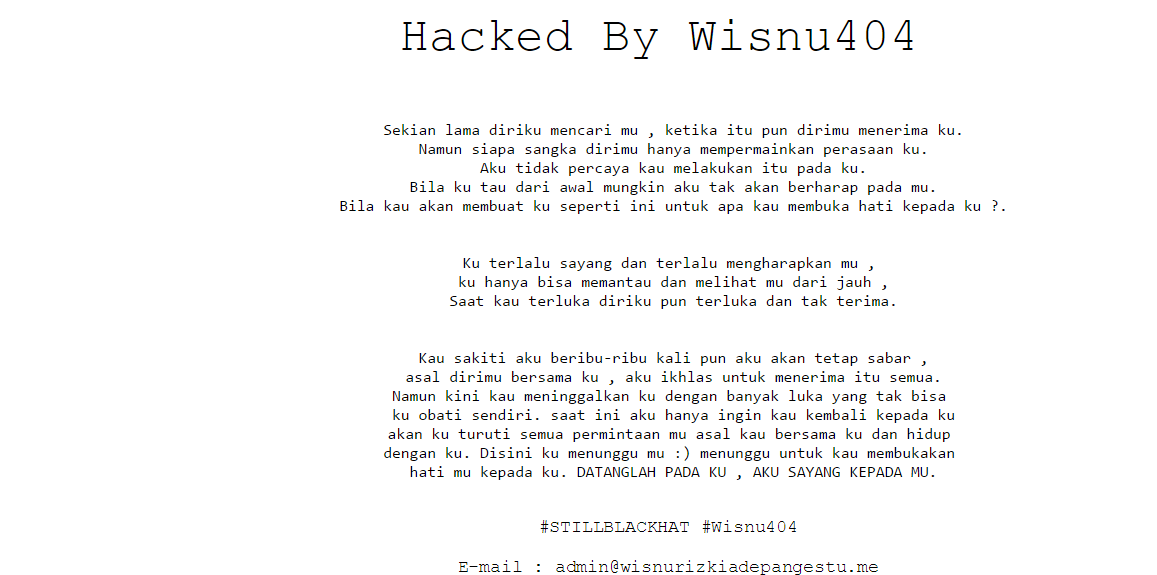 Hacked By Wisnu404
Sekian lama diriku mencari mu , ketika itu pun dirimu menerima ku.
Namun siapa sangka dirimu hanya mempermainkan perasaan ku.
Aku tidak percaya kau melakukan itu pada ku.
Bila ku tau dari awal mungkin aku tak akan berharap pada mu.
Bila kau akan membuat ku seperti ini untuk apa kau membuka hati kepada ku ?.
Ku terlalu sayang dan terlalu mengharapkan mu ,
ku hanya bisa memantau dan melihat mu dari jauh ,
Saat kau terluka diriku pun terluka dan tak terima.
Kau sakiti aku beribu-ribu kali pun aku akan tetap sabar ,
asal dirimu bersama ku , aku ikhlas untuk menerima itu semua.
Namun kini kau meninggalkan ku dengan banyak luka yang tak bisa
ku obati sendiri. saat ini aku hanya ingin kau kembali kepada ku
akan ku turuti semua permintaan mu asal kau bersama ku dan hidup
dengan ku. Disini ku menunggu mu :) menunggu untuk kau membukakan
hati mu kepada ku. DATANGLAH PADA KU , AKU SAYANG KEPADA MU.
#STILLBLACKHAT #Wisnu404
E-mail : admin@wisnurizkiadepangestu.me